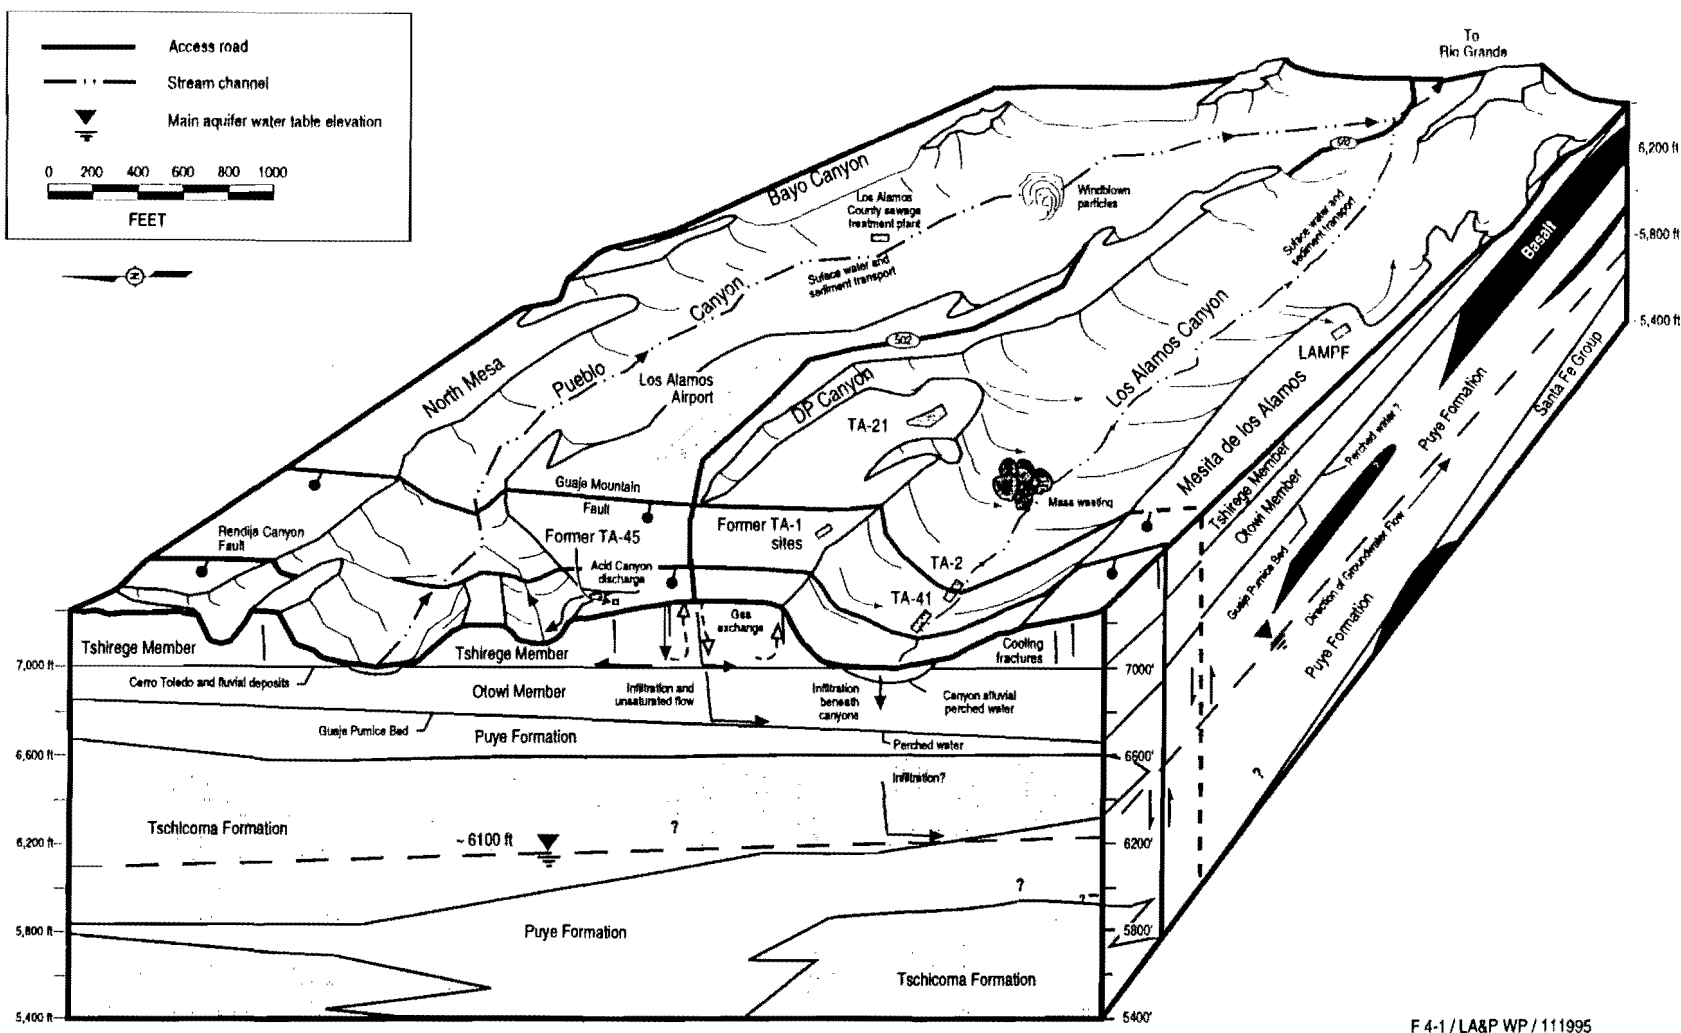 Access road
Stream channel
Main aquifer water table elevation
0 200 400 600 800 1000
FEET
N
To
Rio Grande
Bayo Canyon
Los Alamos
County sewage
treatment plant
Windblown
particles
Suface water and
sediment transport
Suface water and
sediment transport
502
North Mesa
Pueblo
Canyon
Los Alamos
Airport
DP Canyon
TA-21
Los Alamos Canyon
LAMPF
Mesita de los Alamos
Mass wasting
Guaje Mountain
Fault
Rendija Canyon
Fault
Former TA-45
Former TA-1
sites
Acid Canyon
discharge
TA-2
TA-41
Gas
exchange
Cooling
fractures
Tshirege Member
Tshirege Member
7,000 ft
7000'
Cerro Toledo and fluvial deposits
Otowi Member
Infiltration and
unsaturated flow
Infiltration
beneath
canyons
Canyon alluvial
perched water
Guaje Pumice Bed
Puye Formation
Perched water
6,600 ft
6600'
Infiltration?
Tschicoma Formation
?
~ 6100 ft
6,200 ft
6200'
?
?
5,800 ft
5800'
Puye Formation
Tschicoma Formation
5,400 ft
5400'
6,200 ft
5,800 ft
5,400 ft
Basalt
Santa Fe Group
Puye Formation
Perched water ?
?
Tshirege Member
Otowi Member
Guaje Pumice Bed
Direction of Groundwater Flow
Puye Formation
?
F 4-1 / LA&P WP / 111995